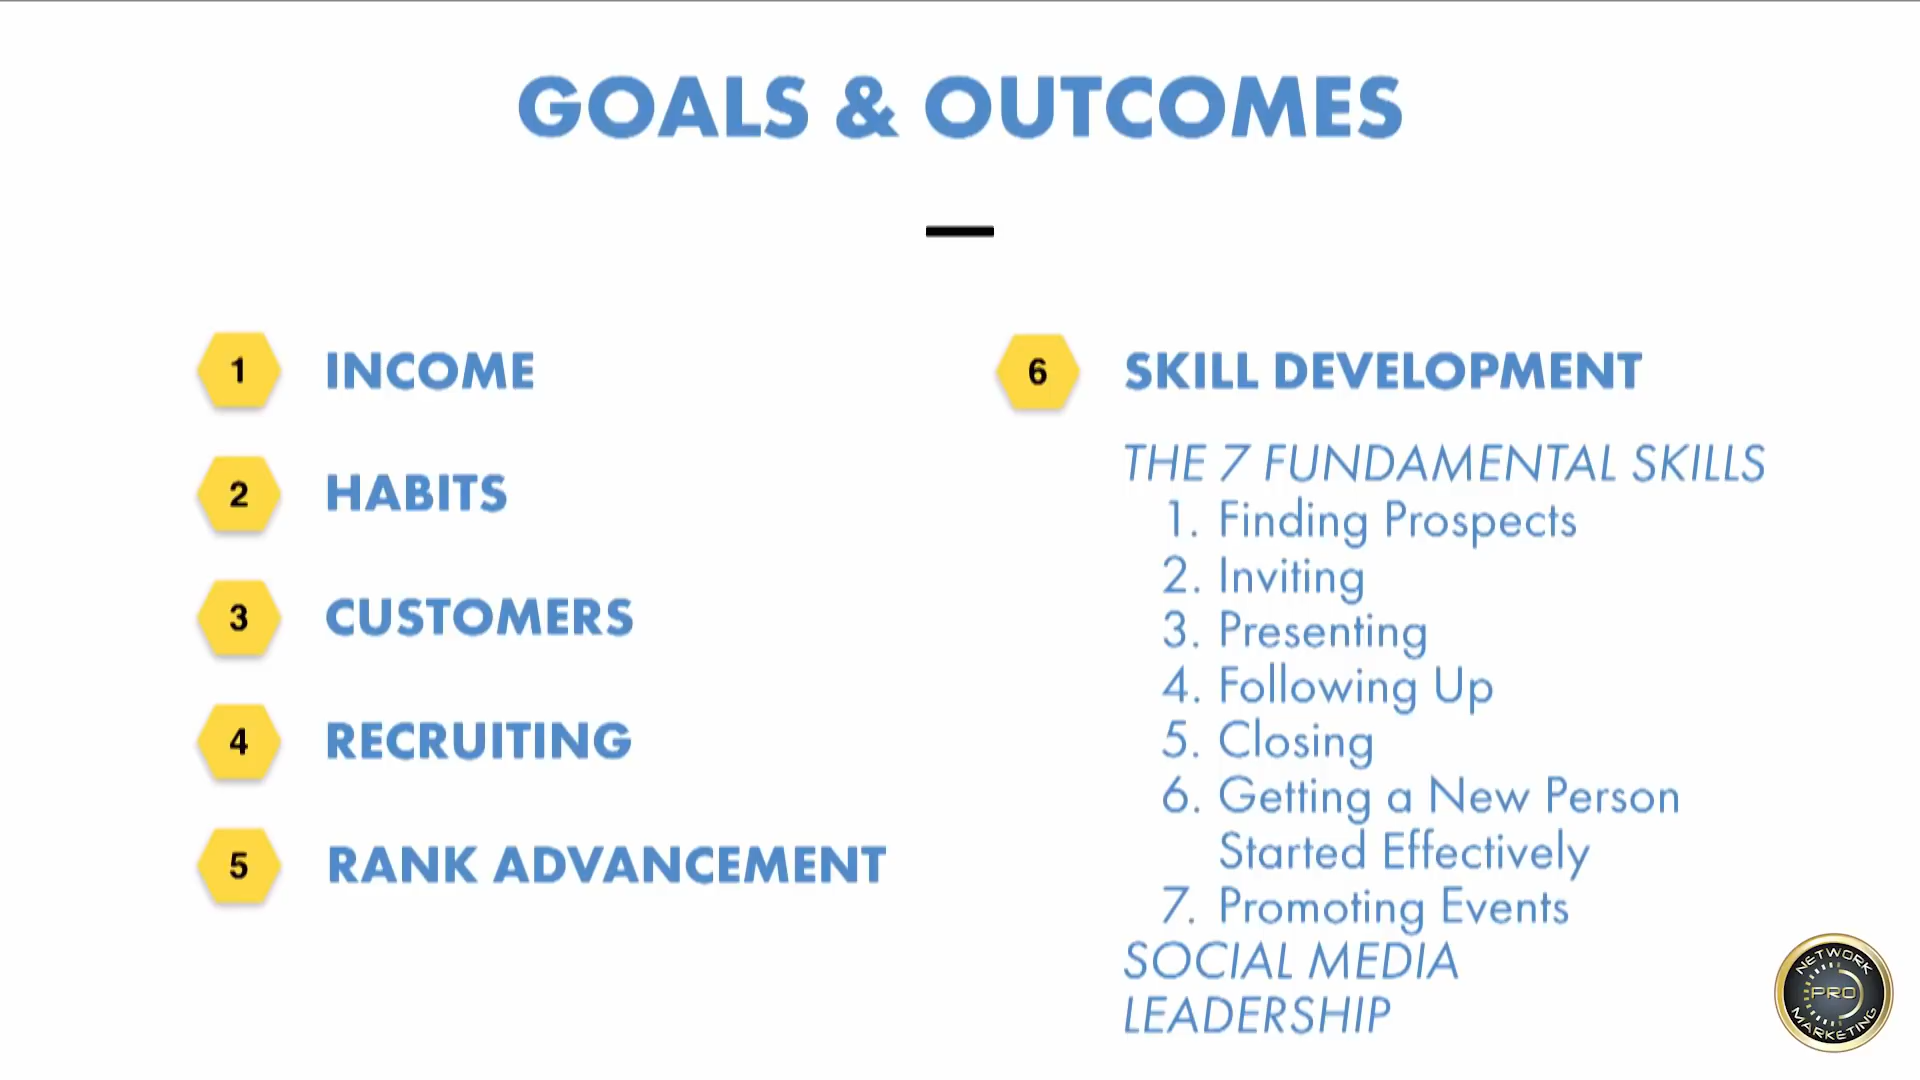 GOALS & OUTCOMES
1 INCOME
2 HABITS
3 CUSTOMERS
4 RECRUITING
5 RANK ADVANCEMENT
6 SKILL DEVELOPMENT
THE 7 FUNDAMENTAL SKILLS
1. Finding Prospects
2. Inviting
3. Presenting
4. Following Up
5. Closing
6. Getting a New Person
Started Effectively
7. Promoting Events
SOCIAL MEDIA
LEADERSHIP
NETWORK
PRO
MARKETING